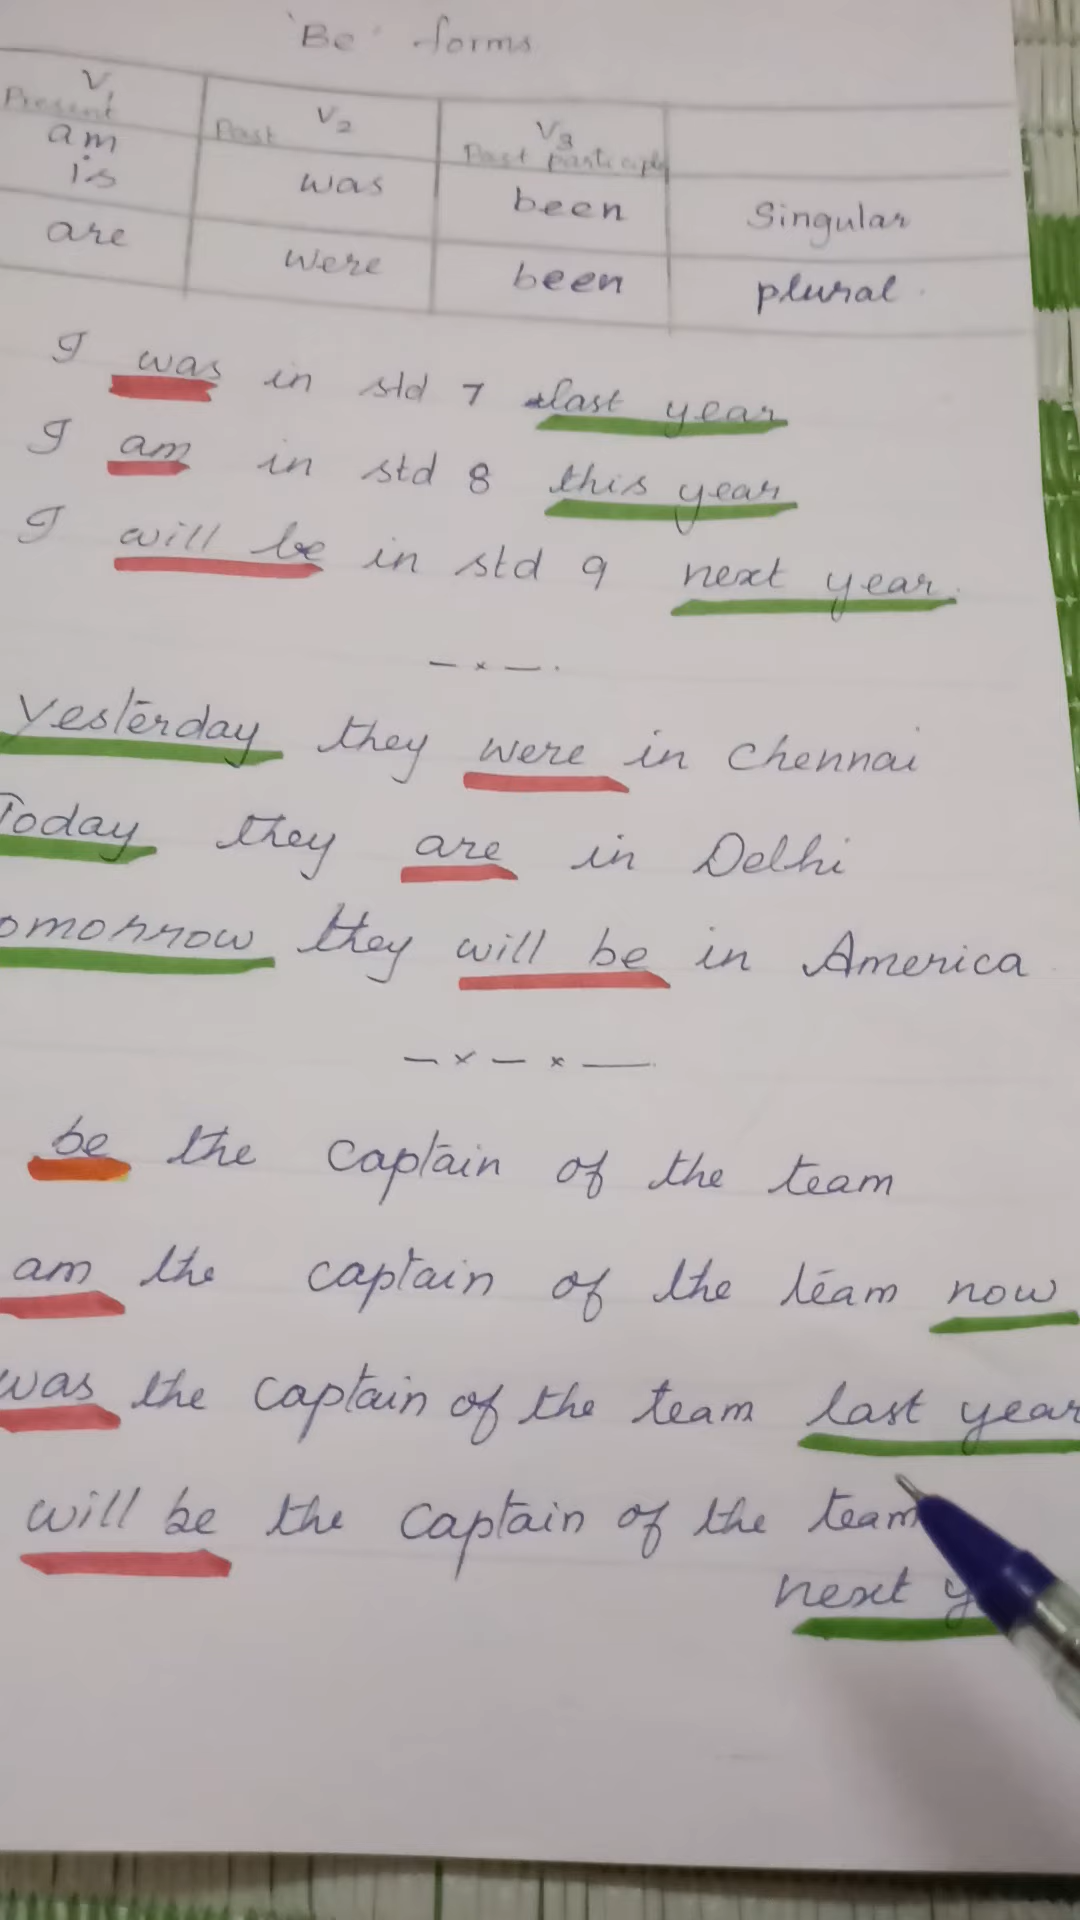 'Be' forms
V1 V2 V3
Present Past Past participle
am
is was been Singular
are were been plural
I was in std 7 last year
I am in std 8 this year
I will be in std 9 next year.
Yesterday they were in Chennai
Today they are in Delhi
omorrow they will be in America
be the captain of the team
am the captain of the team now
was the captain of the team last year
will be the captain of the team
next y